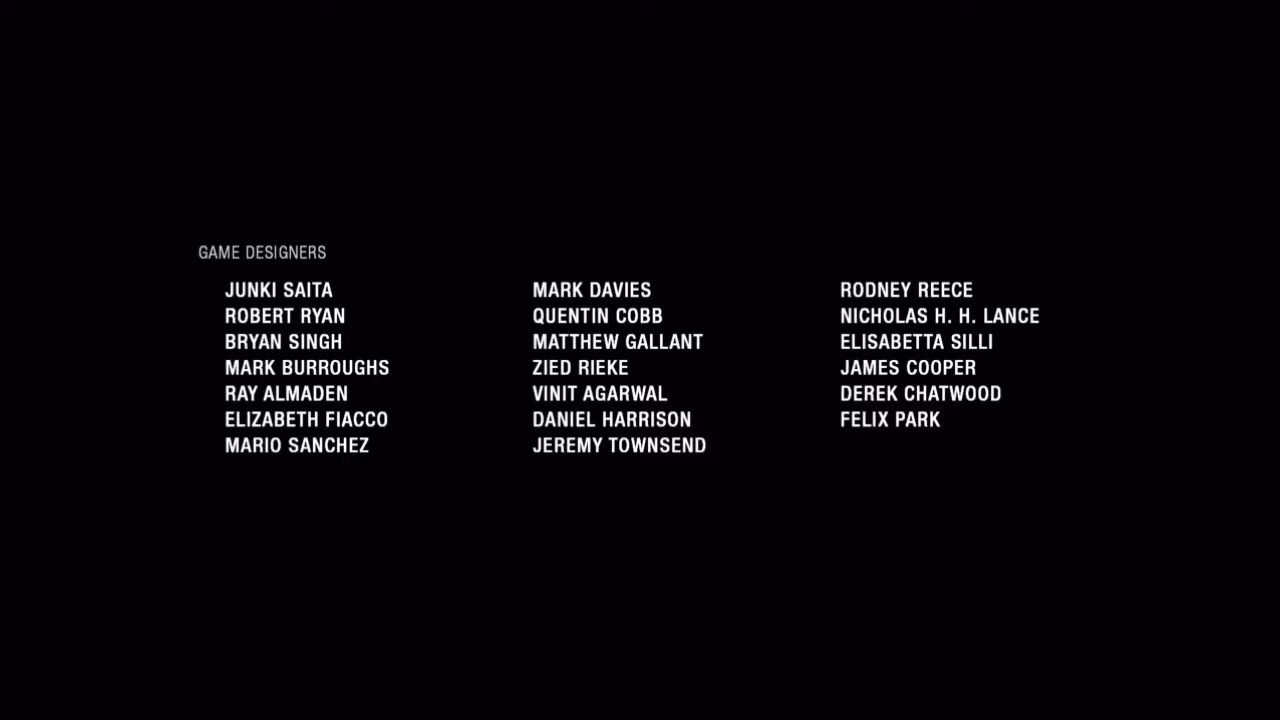 GAME DESIGNERS
JUNKI SAITA
ROBERT RYAN
BRYAN SINGH
MARK BURROUGHS
RAY ALMADEN
ELIZABETH FIACCO
MARIO SANCHEZ
MARK DAVIES
QUENTIN COBB
MATTHEW GALLANT
ZIED RIEKE
VINIT AGARWAL
DANIEL HARRISON
JEREMY TOWNSEND
RODNEY REECE
NICHOLAS H. H. LANCE
ELISABETTA SILLI
JAMES COOPER
DEREK CHATWOOD
FELIX PARK